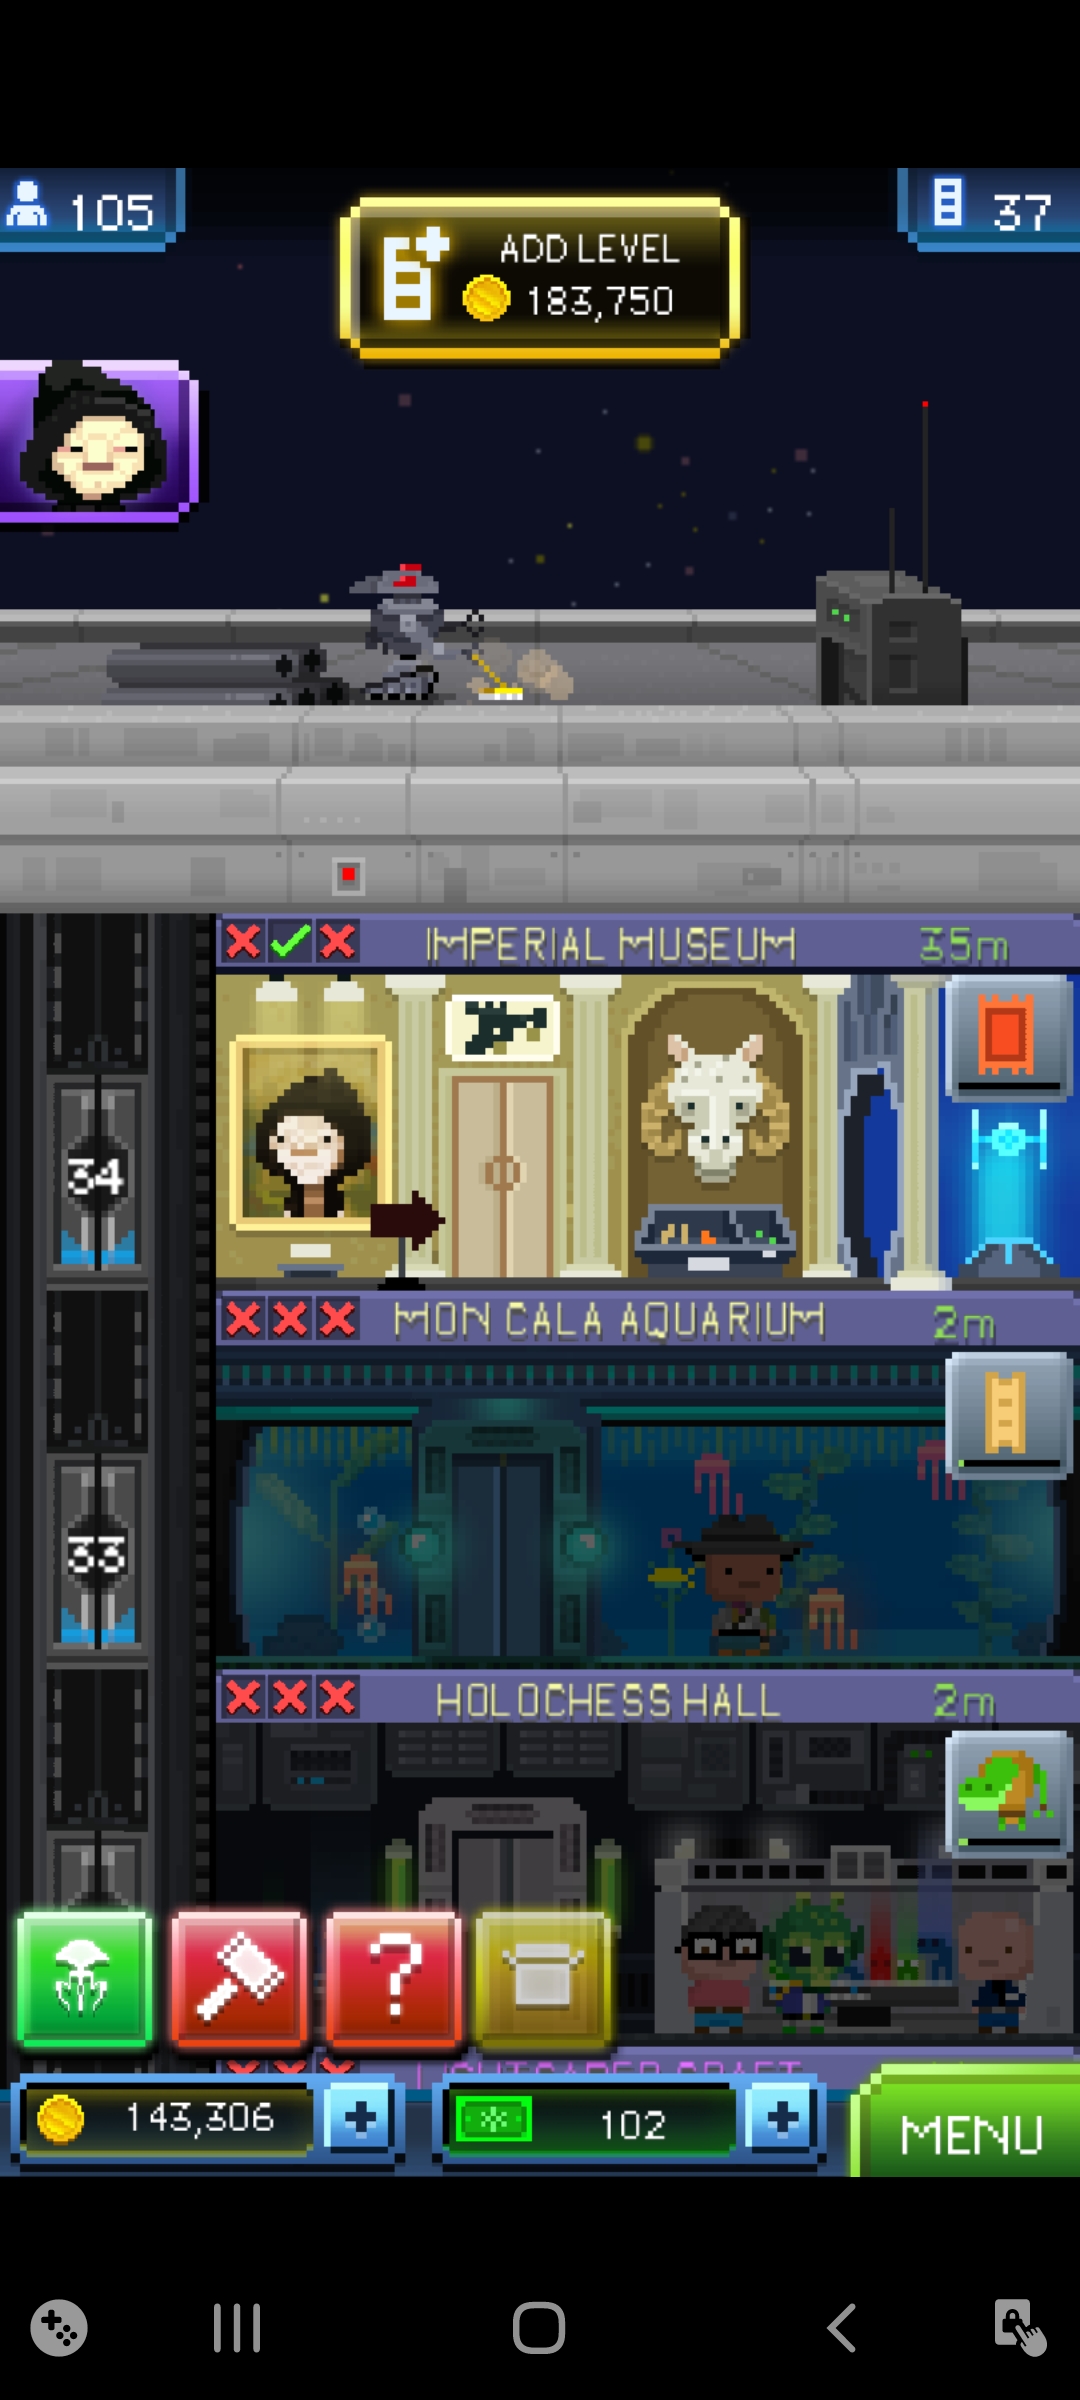 105
ADD LEVEL
183,750
37
IMPERIAL MUSEUM 35m
34
MON CALA AQUARIUM 2m
33
HOLOCHESS HALL 2m
?
143,306
102
MENU